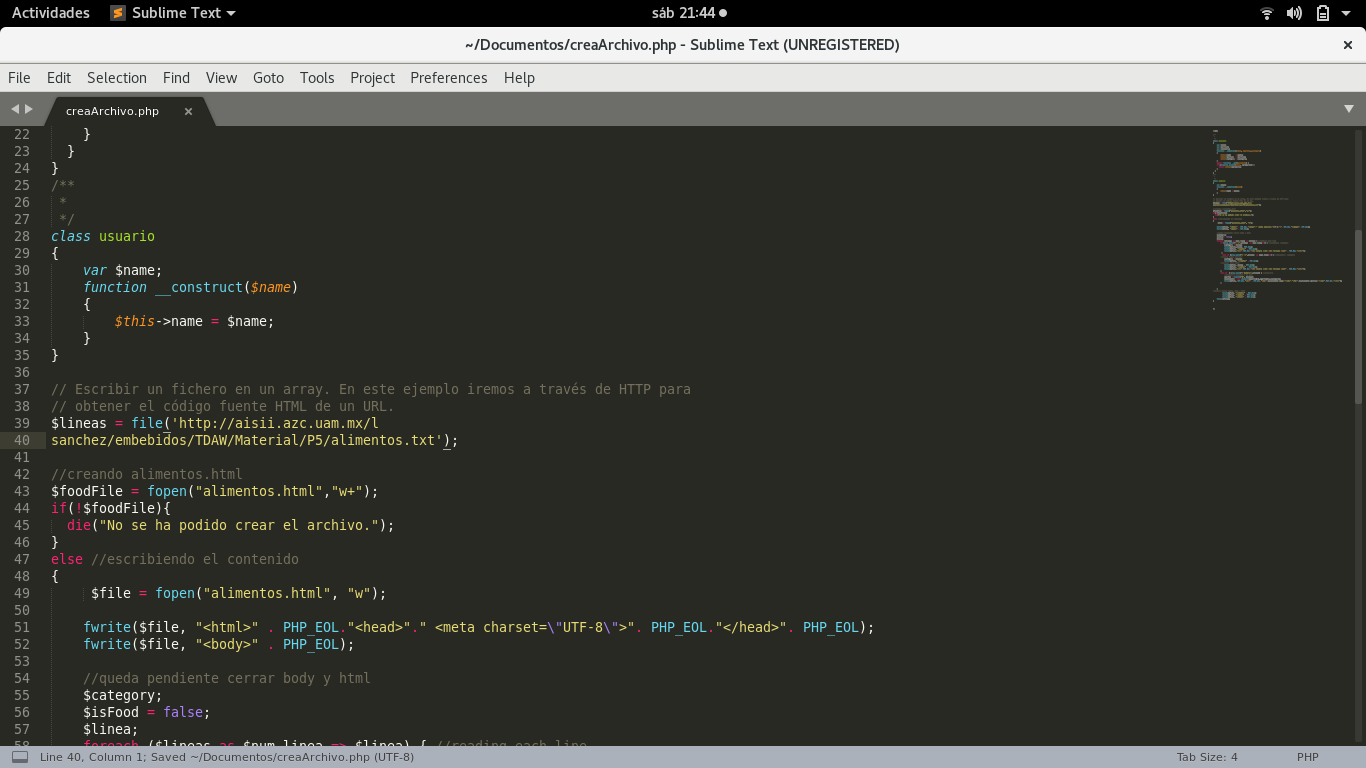 Actividades Sublime Text sáb 21:44
~/Documentos/creaArchivo.php - Sublime Text (UNREGISTERED)
File Edit Selection Find View Goto Tools Project Preferences Help
creaArchivo.php
22 }
23 }
24 }
25 /**
26 *
27 */
28 class usuario
29 {
30 var $name;
31 function __construct($name)
32 {
33 $this->name = $name;
34 }
35 }
36
37 // Escribir un fichero en un array. En este ejemplo iremos a través de HTTP para
38 // obtener el código fuente HTML de un URL.
39 $lineas = file('http://aisii.azc.uam.mx/l
40 sanchez/embebidos/TDAW/Material/P5/alimentos.txt');
41
42 //creando alimentos.html
43 $foodFile = fopen("alimentos.html","w+");
44 if(!$foodFile){
45 die("No se ha podido crear el archivo.");
46 }
47 else //escribiendo el contenido
48 {
49 $file = fopen("alimentos.html", "w");
50
51 fwrite($file, "<html>" . PHP_EOL."<head>"." <meta charset=\"UTF-8\">". PHP_EOL."</head>". PHP_EOL);
52 fwrite($file, "<body>" . PHP_EOL);
53
54 //queda pendiente cerrar body y html
55 $category;
56 $isFood = false;
57 $linea;
58 foreach ($lineas as $num_linea => $linea) { //reading each line
Line 40, Column 1; Saved ~/Documentos/creaArchivo.php (UTF-8) Tab Size: 4 PHP